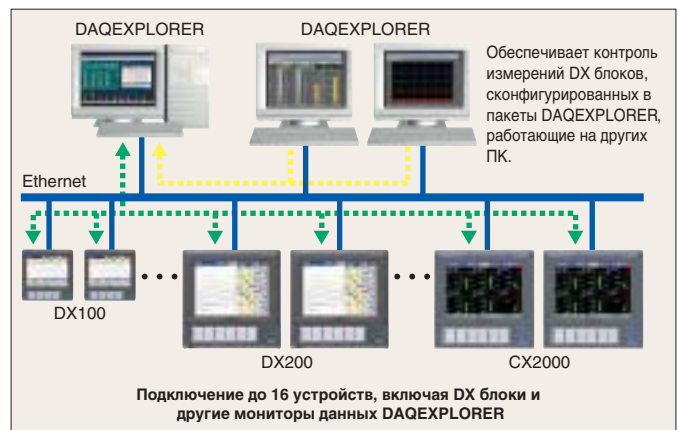 DAQEXPLORER
DAQEXPLORER
Обеспечивает контроль
измерений DX блоков,
сконфигурированных в
пакеты DAQEXPLORER,
работающие на других
ПК.
Ethernet
DX100
DX200
CX2000
Подключение до 16 устройств, включая DX блоки и
другие мониторы данных DAQEXPLORER